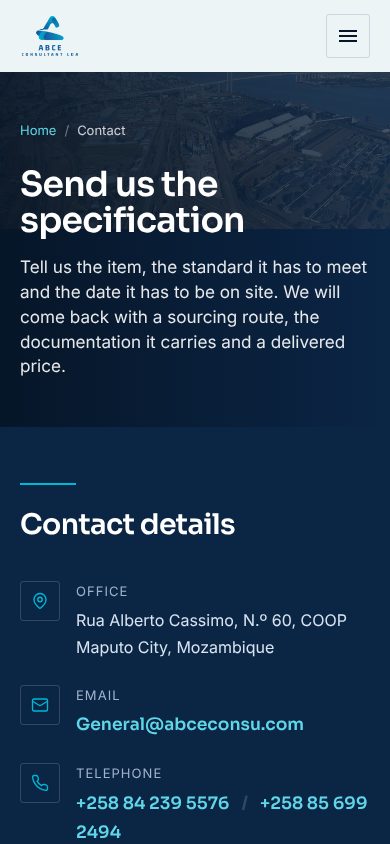 ABCE
CONSULTANT LDA
Home / Contact
Send us the
specification
Tell us the item, the standard it has to meet
and the date it has to be on site. We will
come back with a sourcing route, the
documentation it carries and a delivered
price.
Contact details
OFFICE
Rua Alberto Cassimo, N.º 60, COOP
Maputo City, Mozambique
EMAIL
General@abceconsu.com
TELEPHONE
+258 84 239 5576 / +258 85 699
2494